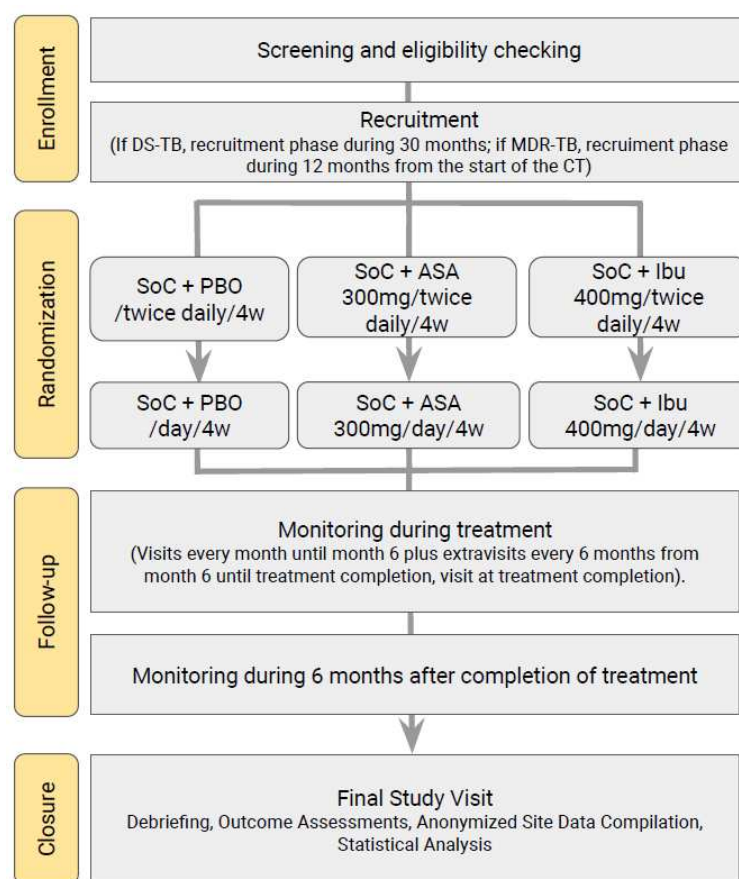 Enrollment
Screening and eligibility checking
Recruitment
(If DS-TB, recruitment phase during 30 months; if MDR-TB, recruiment phase
during 12 months from the start of the CT)
Randomization
SoC + PBO
/twice daily/4w
SoC + ASA
300mg/twice
daily/4w
SoC + Ibu
400mg/twice
daily/4w
SoC + PBO
/day/4w
SoC + ASA
300mg/day/4w
SoC + Ibu
400mg/day/4w
Follow-up
Monitoring during treatment
(Visits every month until month 6 plus extravisits every 6 months from
month 6 until treatment completion, visit at treatment completion).
Monitoring during 6 months after completion of treatment
Closure
Final Study Visit
Debriefing, Outcome Assessments, Anonymized Site Data Compilation,
Statistical Analysis